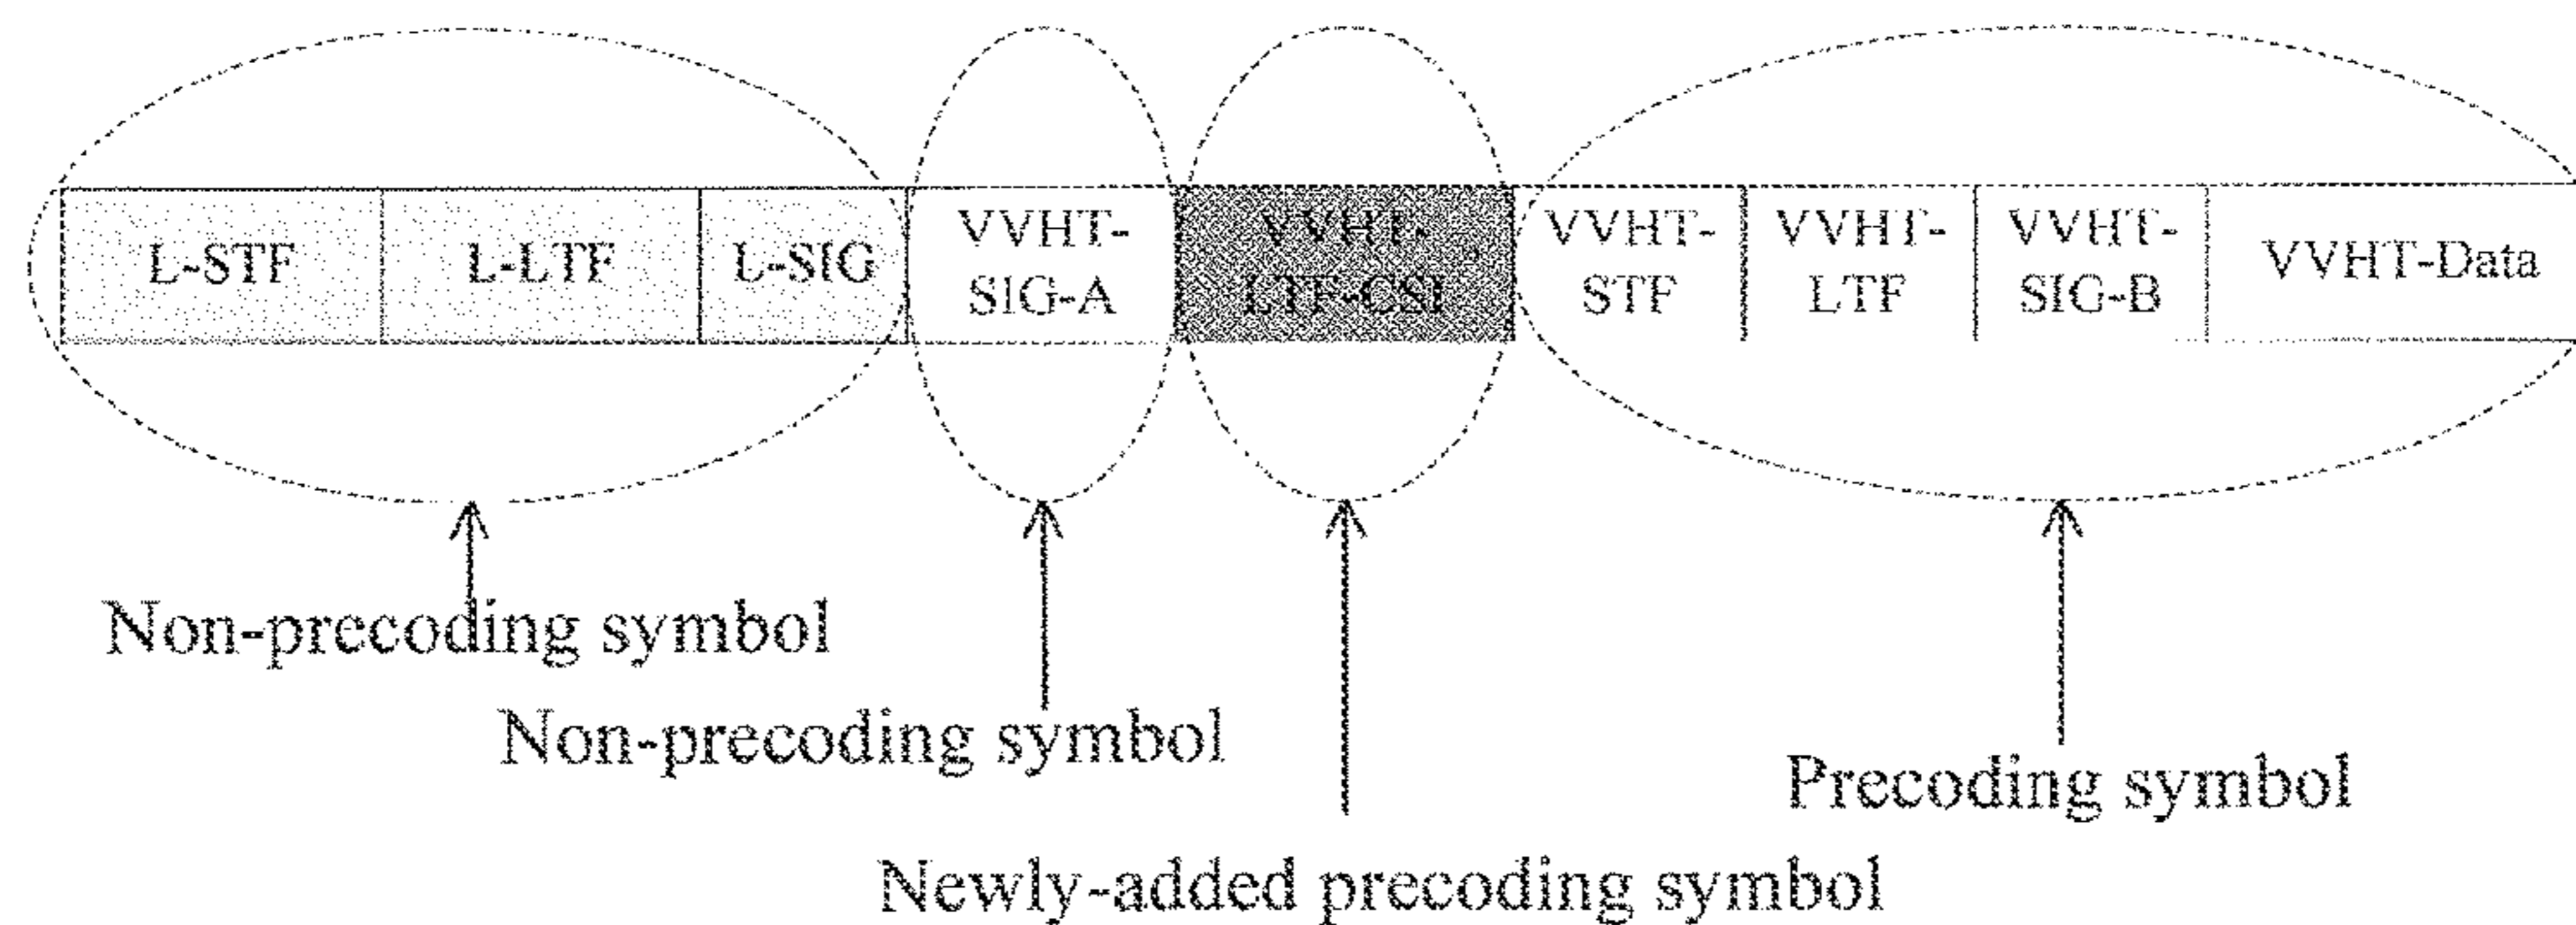 L-STF
L-LTF
L-SIG
VVHT-
SIG-A
VVHT-
LTF-CSI
VVHT-
STF
VVHT-
LTF
VVHT-
SIG-B
VVHT-Data
Non-precoding symbol
Non-precoding symbol
Precoding symbol
Newly-added precoding symbol